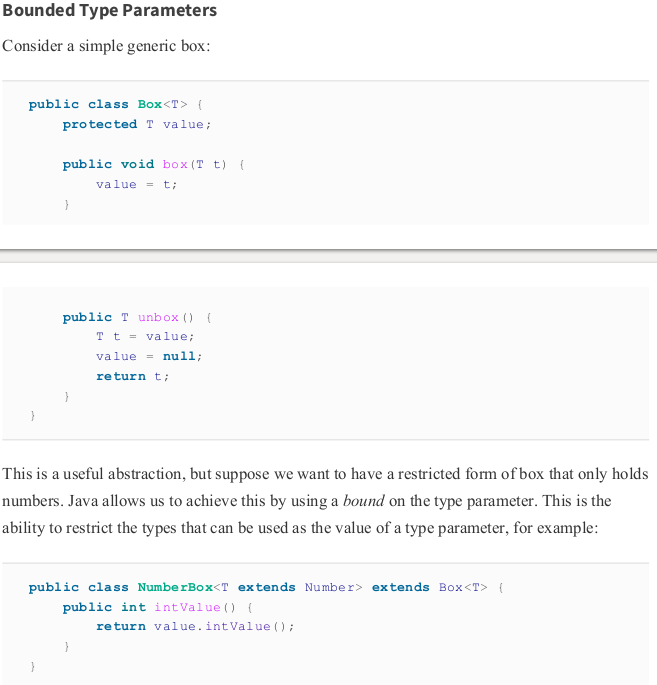 Bounded Type Parameters
Consider a simple generic box:
public class Box<T> {
    protected T value;
    public void box(T t) {
        value = t;
    }
    public T unbox() {
        T t = value;
        value = null;
        return t;
    }
}
This is a useful abstraction, but suppose we want to have a restricted form of box that only holds
numbers. Java allows us to achieve this by using a bound on the type parameter. This is the
ability to restrict the types that can be used as the value of a type parameter, for example:
public class NumberBox<T extends Number> extends Box<T> {
    public int intValue() {
        return value.intValue();
    }
}